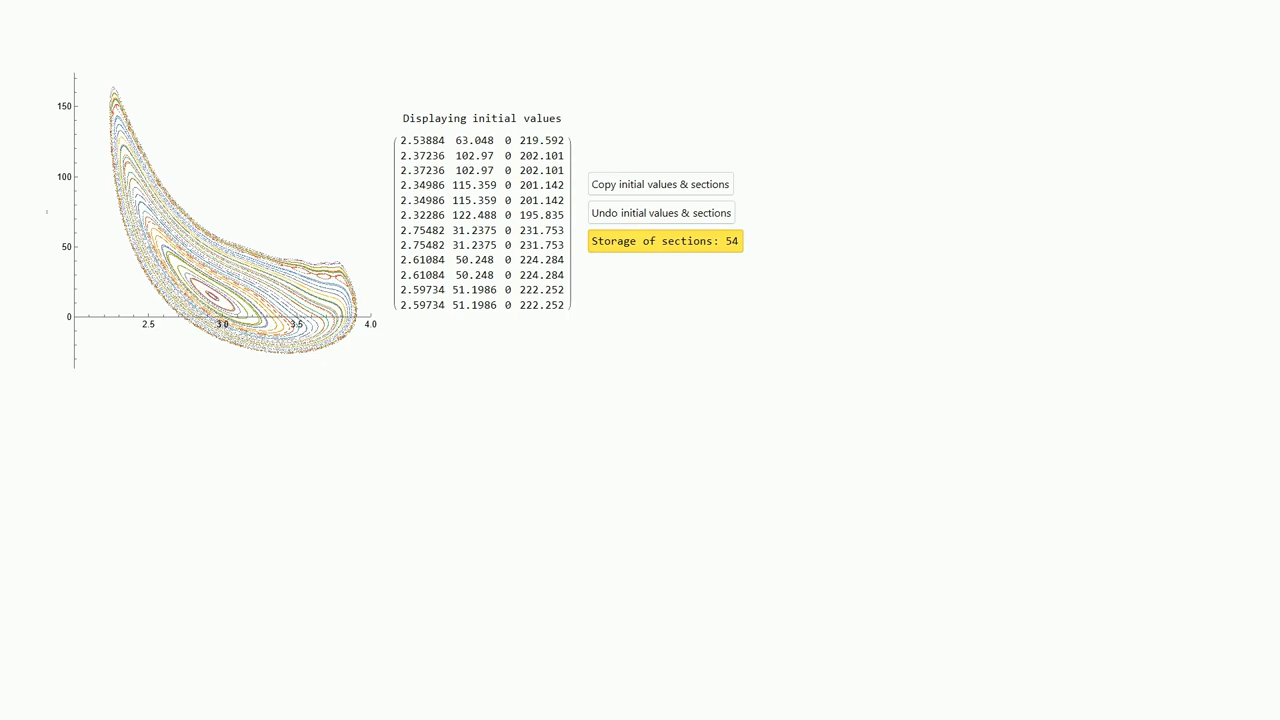 150
100
50
0
2.5 3.0 3.5 4.0
Displaying initial values
2.53884 63.048 0 219.592
2.37236 102.97 0 202.101
2.37236 102.97 0 202.101
2.34986 115.359 0 201.142
2.34986 115.359 0 201.142
2.32286 122.488 0 195.835
2.75482 31.2375 0 231.753
2.75482 31.2375 0 231.753
2.61084 50.248 0 224.284
2.61084 50.248 0 224.284
2.59734 51.1986 0 222.252
2.59734 51.1986 0 222.252
Copy initial values & sections
Undo initial values & sections
Storage of sections: 54